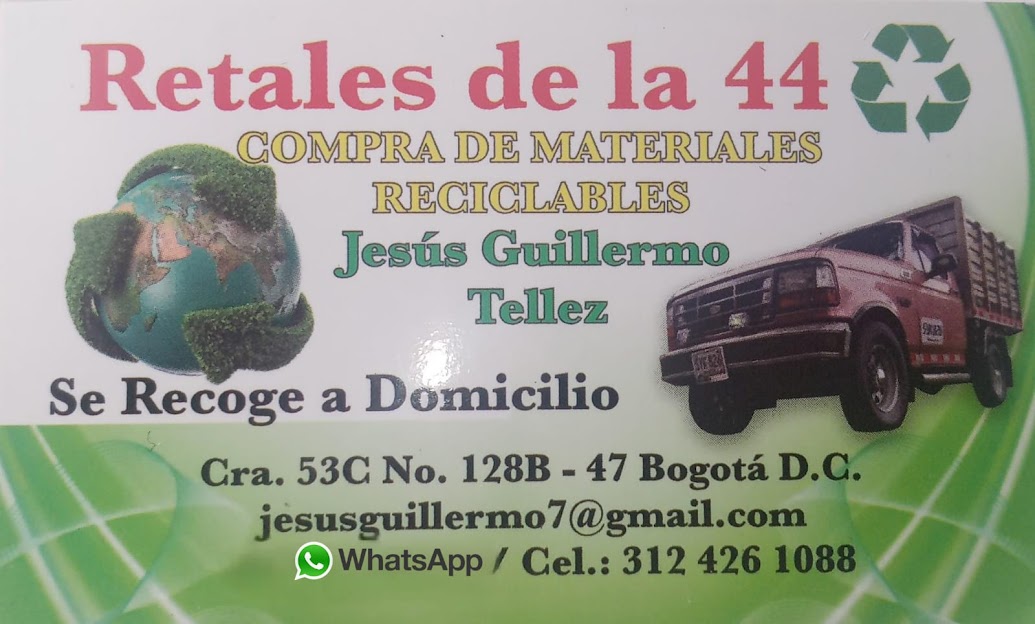 Retales de la 44
COMPRA DE MATERIALES
RECICLABLES
Jesús Guillermo
Tellez
Se Recoge a Domicilio
Cra. 53C No. 128B - 47 Bogotá D.C.
jesusguillermo7@gmail.com
WhatsApp / Cel.: 312 426 1088